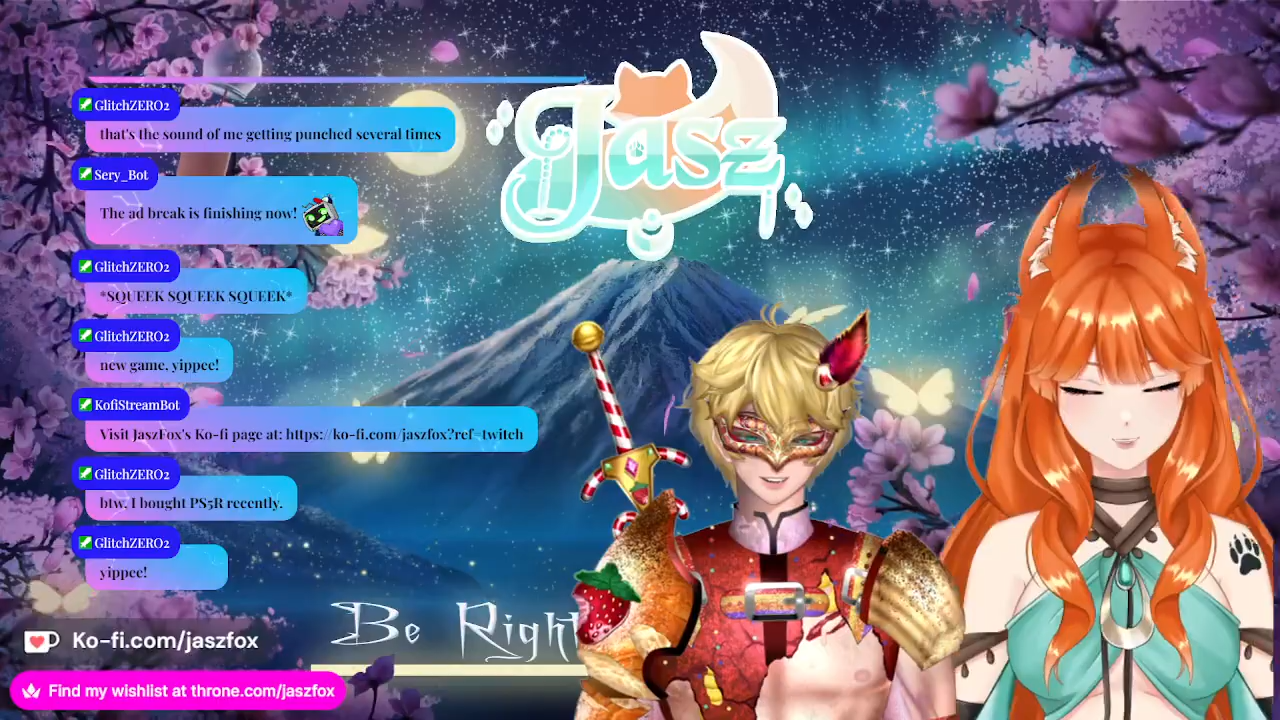 GlitchZERO2
that's the sound of me getting punched several times
Sery_Bot
The ad break is finishing now!
GlitchZERO2
*SQUEEK SQUEEK SQUEEK*
GlitchZERO2
new game, yippee!
KofiStreamBot
Visit JaszFox's Ko-fi page at: https://ko-fi.com/jaszfox?ref=twitch
GlitchZERO2
btw, I bought PS5R recently.
GlitchZERO2
yippee!
Jasz
Be Right
Ko-fi.com/jaszfox
Find my wishlist at throne.com/jaszfox